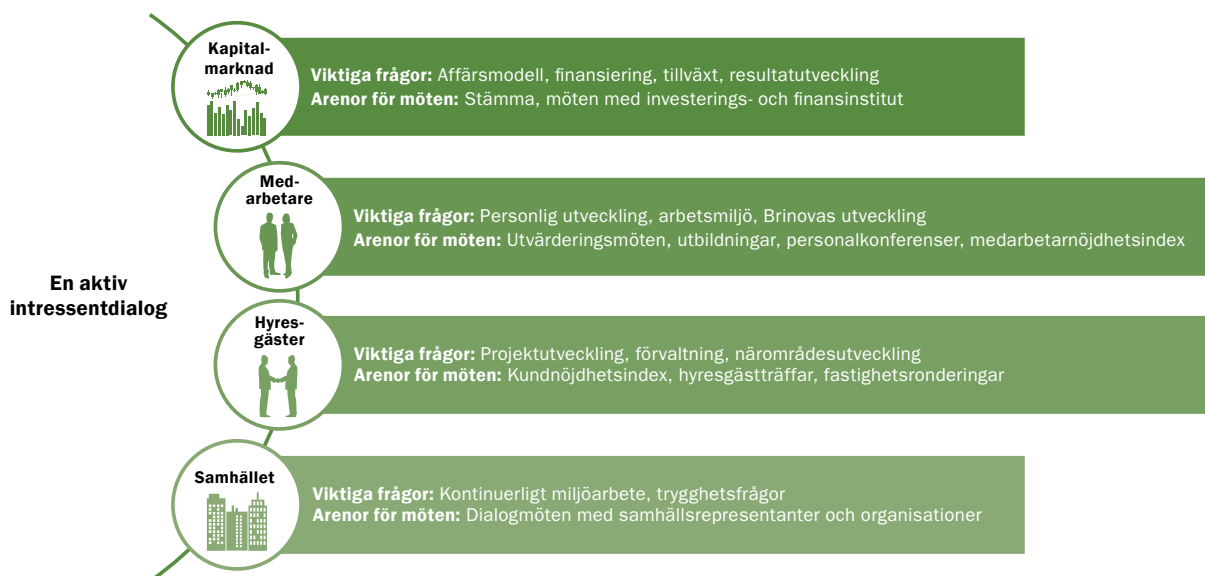 Kapital-
marknad
Viktiga frågor: Affärsmodell, finansiering, tillväxt, resultatutveckling
Arenor för möten: Stämma, möten med investerings- och finansinstitut
Med-
arbetare
Viktiga frågor: Personlig utveckling, arbetsmiljö, Brinovas utveckling
Arenor för möten: Utvärderingsmöten, utbildningar, personalkonferenser, medarbetarnöjdhetsindex
En aktiv
intressentdialog
Hyres-
gäster
Viktiga frågor: Projektutveckling, förvaltning, närområdesutveckling
Arenor för möten: Kundnöjdhetsindex, hyresgästträffar, fastighetsronderingar
Samhället
Viktiga frågor: Kontinuerligt miljöarbete, trygghetsfrågor
Arenor för möten: Dialogmöten med samhällsrepresentanter och organisationer